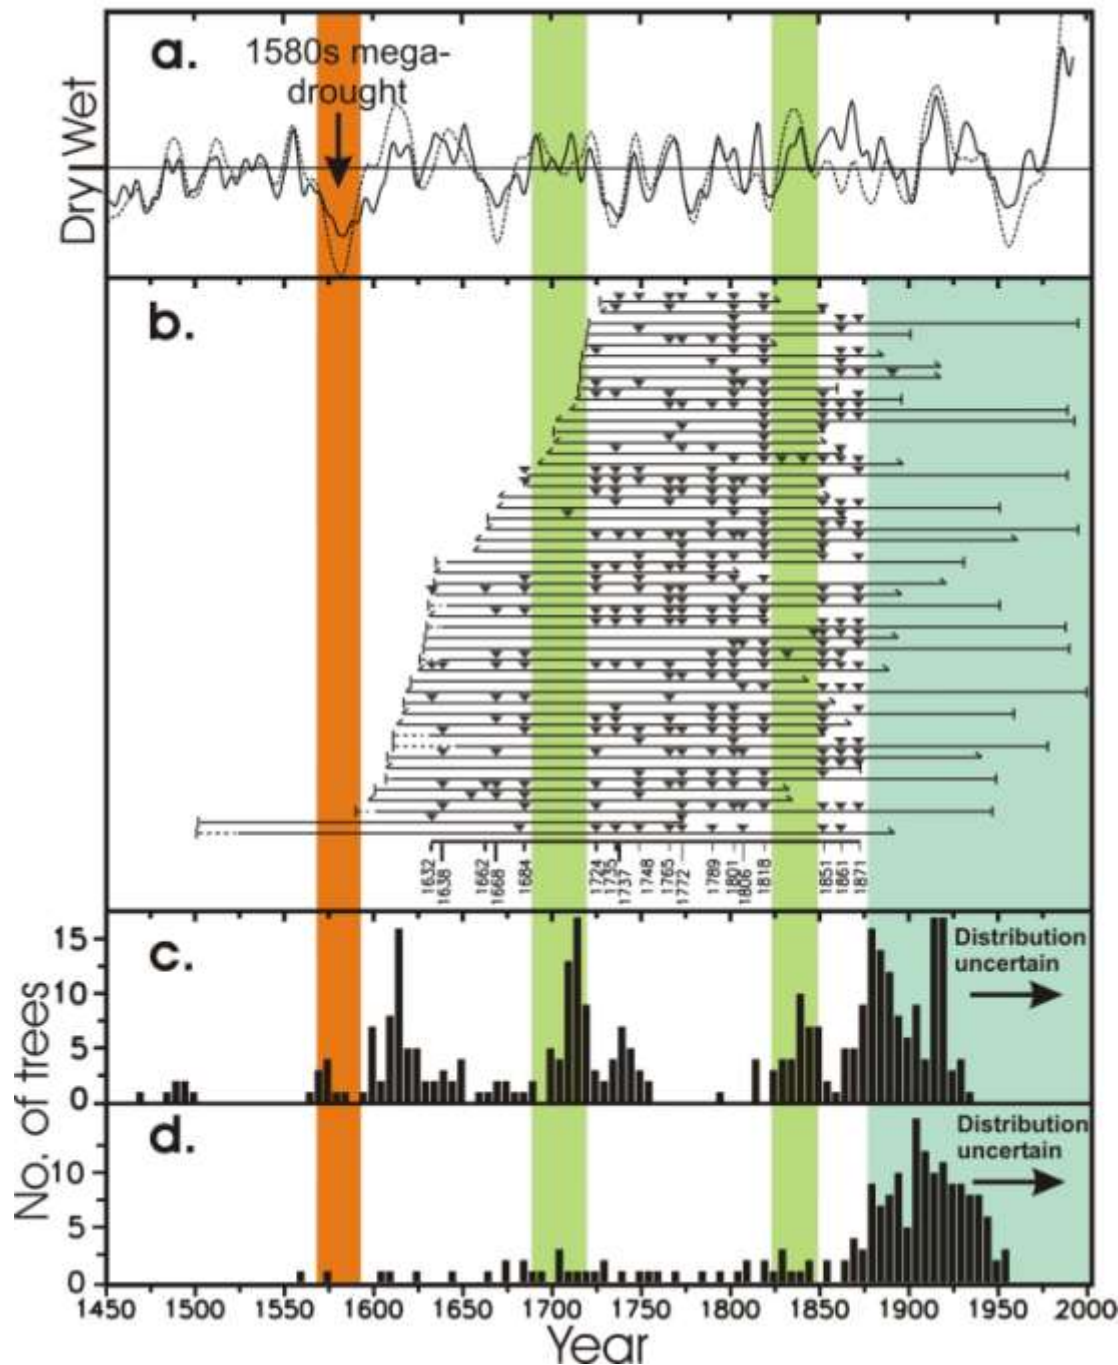 a.
1580s mega-
drought
Dry Wet
b.
1632
1638
1662
1668
1684
1724
1735
1737
1748
1765
1772
1789
1801
1806
1818
1851
1861
1871
c.
Distribution
uncertain
15
10
5
0
d.
Distribution
uncertain
10
5
0
No. of trees
1450 1500 1550 1600 1650 1700 1750 1800 1850 1900 1950 2000
Year